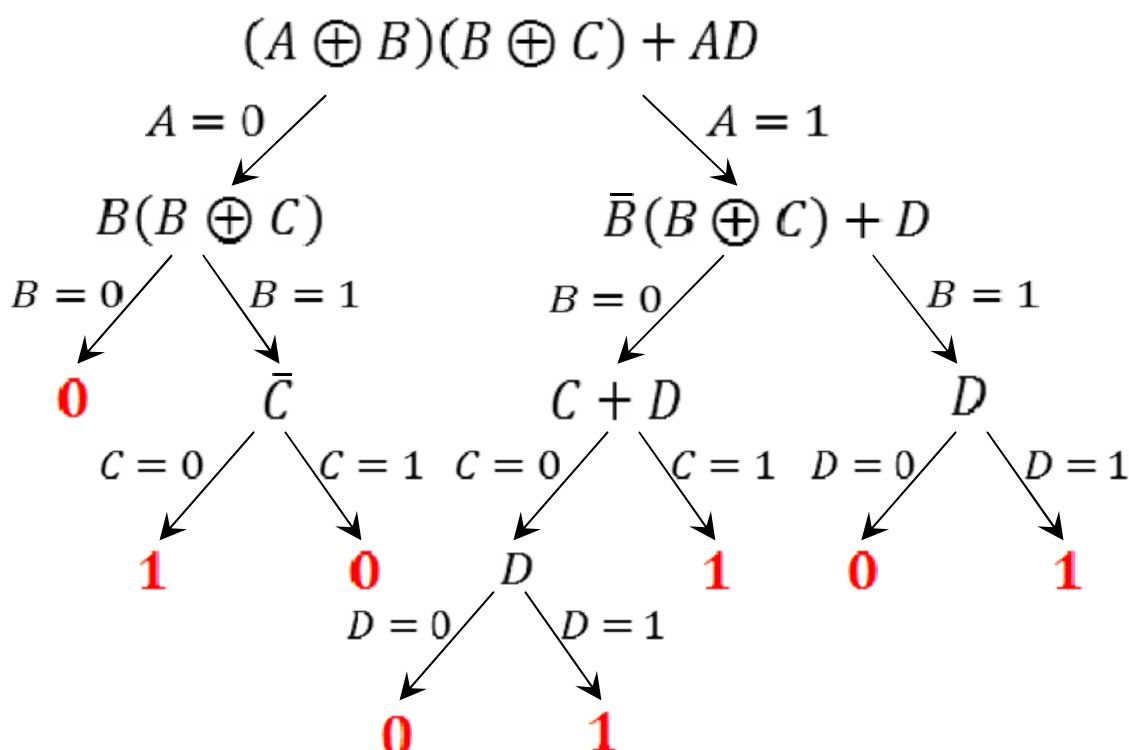 (A ⊕ B)(B ⊕ C) + AD
A = 0 A = 1
B(B ⊕ C) B̅(B ⊕ C) + D
B = 0 B = 1 B = 0 B = 1
0 C̅ C + D D
C = 0 C = 1 C = 0 C = 1 D = 0 D = 1
1 0 D 1 0 1
D = 0 D = 1
0 1